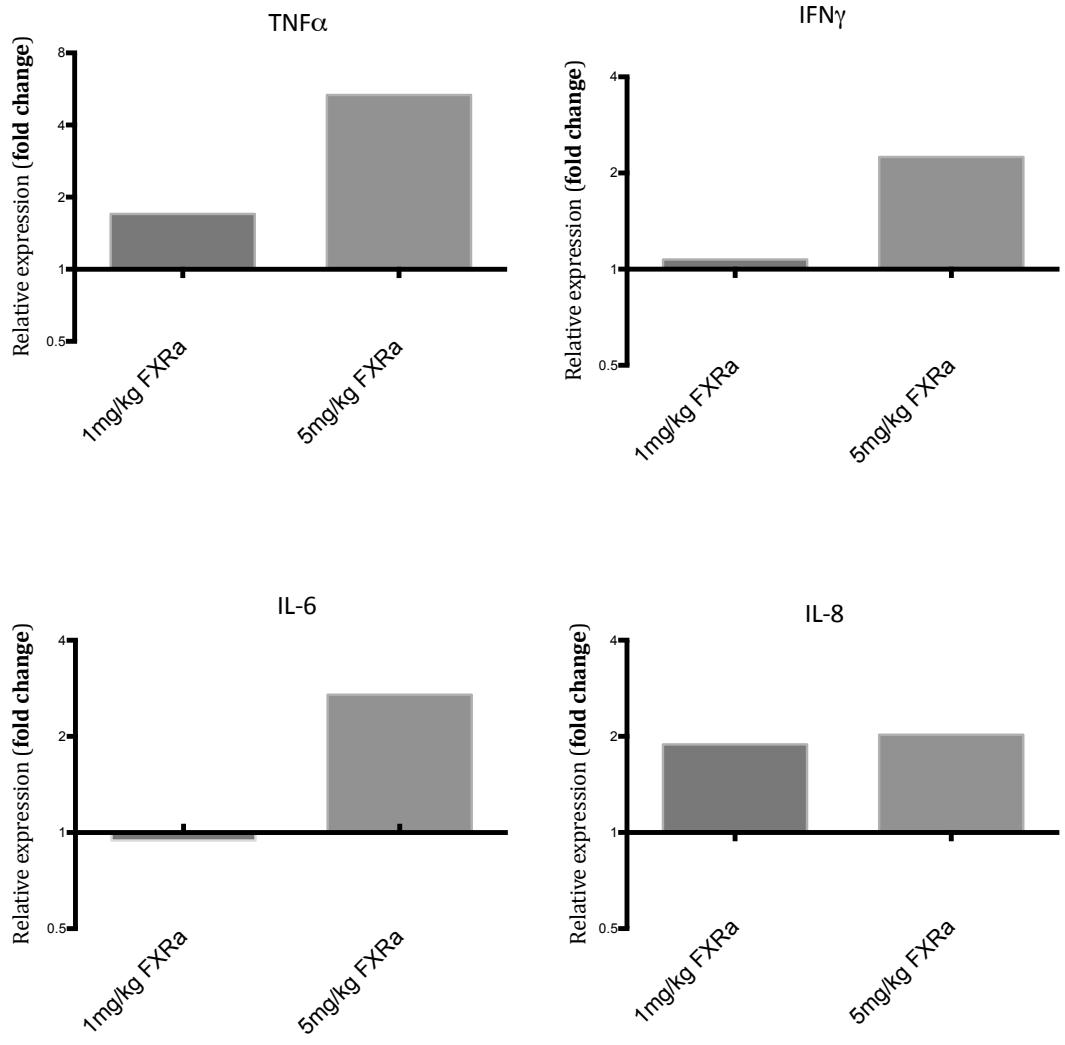 TNFα
Relative expression (fold change)
8
4
2
1
0.5
1mg/kg FXRa
5mg/kg FXRa
IFNγ
Relative expression (fold change)
4
2
1
0.5
1mg/kg FXRa
5mg/kg FXRa
IL-6
Relative expression (fold change)
4
2
1
0.5
1mg/kg FXRa
5mg/kg FXRa
IL-8
Relative expression (fold change)
4
2
1
0.5
1mg/kg FXRa
5mg/kg FXRa